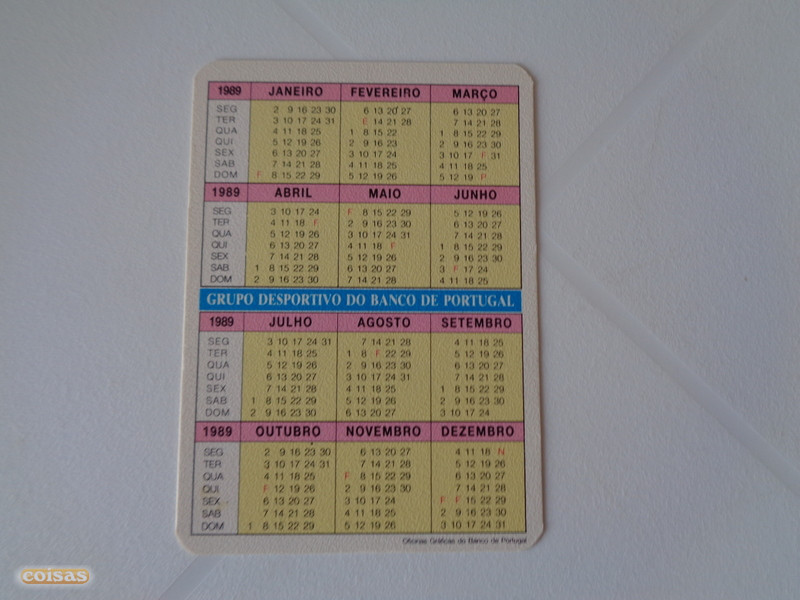 1989 JANEIRO FEVEREIRO MARÇO
SEG 2 9 16 23 30 6 13 20 27 6 13 20 27
TER 3 10 17 24 31 F 14 21 28 7 14 21 28
QUA 4 11 18 25 1 8 15 22 1 8 15 22 29
QUI 5 12 19 26 2 9 16 23 2 9 16 23 30
SEX 6 13 20 27 3 10 17 24 3 10 17 F 31
SAB 7 14 21 28 4 11 18 25 4 11 18 25
DOM F 8 15 22 29 5 12 19 26 5 12 19 P
1989 ABRIL MAIO JUNHO
SEG 3 10 17 24 F 8 15 22 29 5 12 19 26
TER 4 11 18 F 2 9 16 23 30 6 13 20 27
QUA 5 12 19 26 3 10 17 24 31 7 14 21 28
QUI 6 13 20 27 4 11 18 F 1 8 15 22 29
SEX 7 14 21 28 5 12 19 26 2 9 16 23 30
SAB 1 8 15 22 29 6 13 20 27 3 F 17 24
DOM 2 9 16 23 30 7 14 21 28 4 11 18 25
GRUPO DESPORTIVO DO BANCO DE PORTUGAL
1989 JULHO AGOSTO SETEMBRO
SEG 3 10 17 24 31 7 14 21 28 4 11 18 25
TER 4 11 18 25 1 8 F 22 29 5 12 19 26
QUA 5 12 19 26 2 9 16 23 30 6 13 20 27
QUI 6 13 20 27 3 10 17 24 31 7 14 21 28
SEX 7 14 21 28 4 11 18 25 1 8 15 22 29
SAB 1 8 15 22 29 5 12 19 26 2 9 16 23 30
DOM 2 9 16 23 30 6 13 20 27 3 10 17 24
1989 OUTUBRO NOVEMBRO DEZEMBRO
SEG 2 9 16 23 30 6 13 20 27 4 11 18 N
TER 3 10 17 24 31 7 14 21 28 5 12 19 26
QUA 4 11 18 25 F 8 15 22 29 6 13 20 27
QUI F 12 19 26 2 9 16 23 30 7 14 21 28
SEX 6 13 20 27 3 10 17 24 F F 15 22 29
SAB 7 14 21 28 4 11 18 25 2 9 16 23 30
DOM 1 8 15 22 29 5 12 19 26 3 10 17 24 31
Oficinas Gráficas do Banco de Portugal
coisas